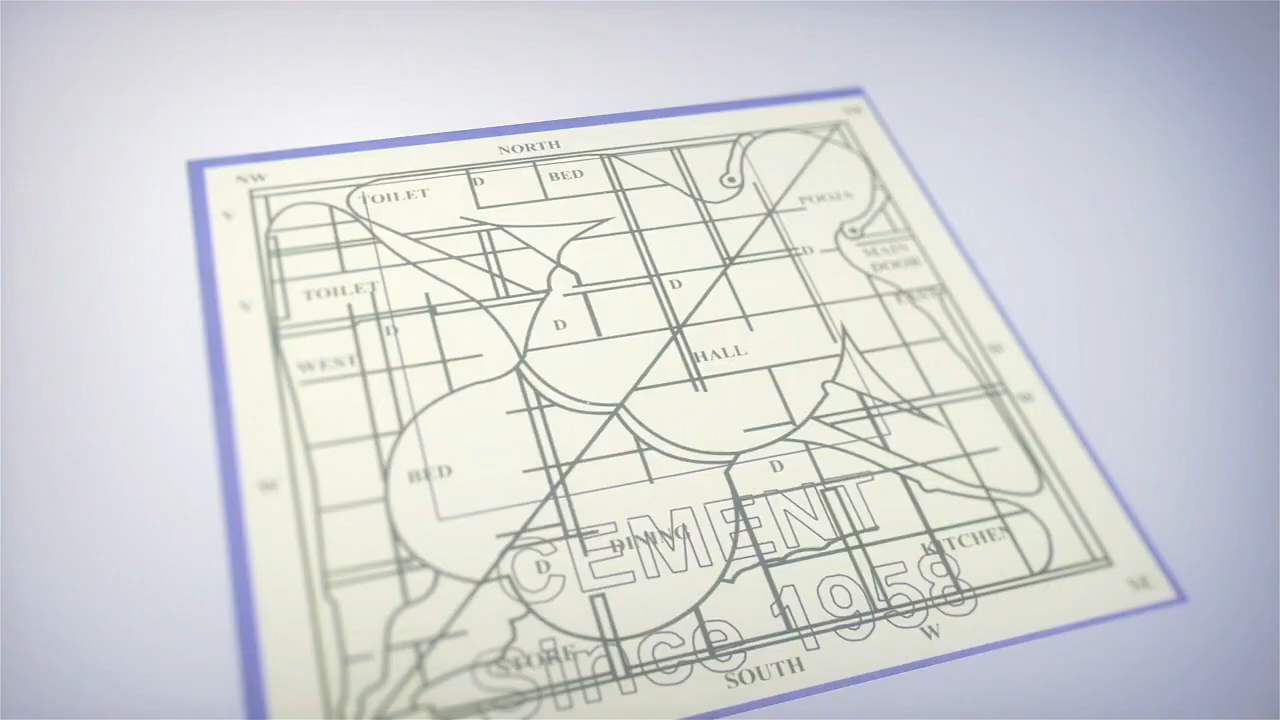 NORTH
NW
TOILET
D
BED
POOJA
D
MAIN
DOOR
TOILET
D
D
D
WEST
HALL
BED
D
CEMENT
DINING
KITCHEN
D
since 1958
STORE
W
SOUTH